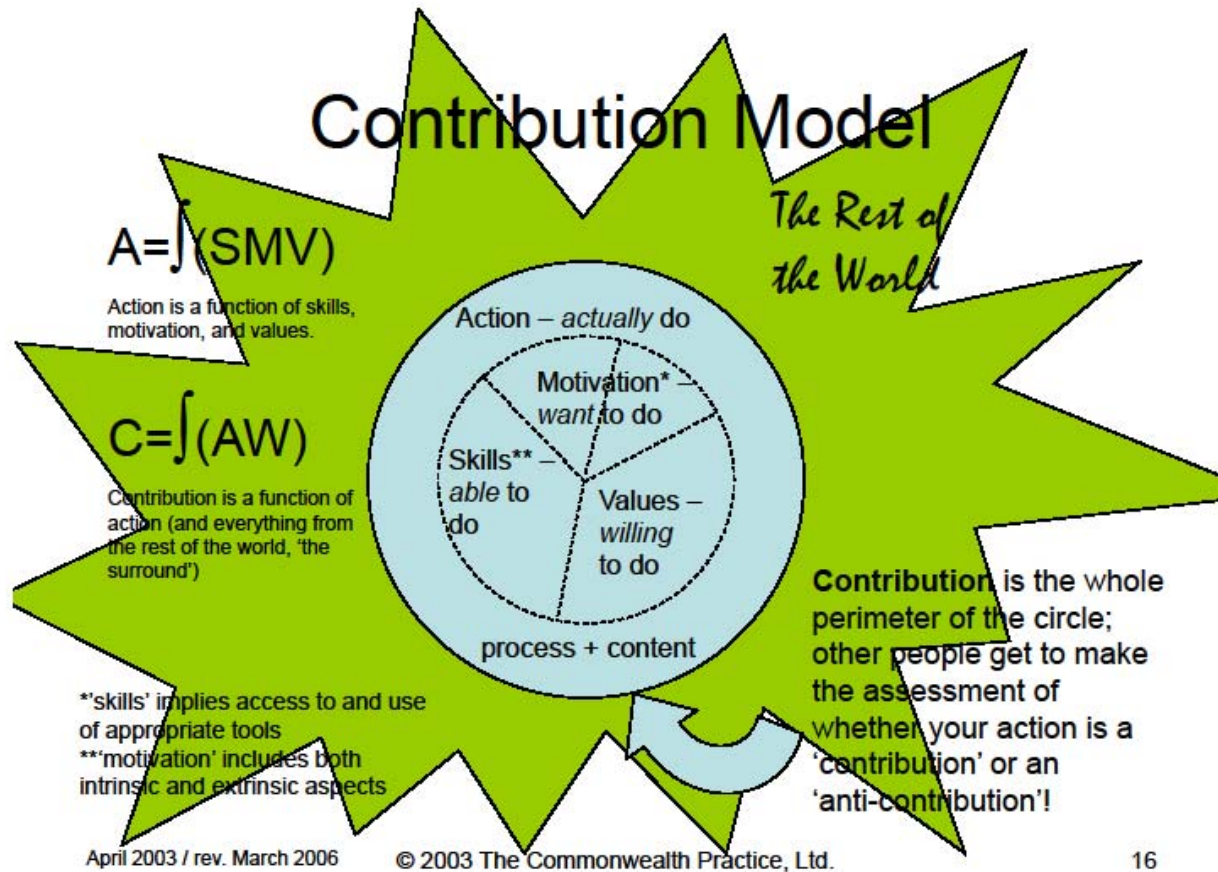 Contribution Model
The Rest of
the World
A=∫(SMV)
Action is a function of skills,
motivation, and values.
C=∫(AW)
Contribution is a function of
action (and everything from
the rest of the world, ‘the
surround’)
Action – actually do
Motivation* –
want to do
Skills** –
able to
do
Values –
willing
to do
process + content
Contribution is the whole
perimeter of the circle;
other people get to make
the assessment of
whether your action is a
‘contribution’ or an
‘anti-contribution’!
*’skills’ implies access to and use
of appropriate tools
**‘motivation’ includes both
intrinsic and extrinsic aspects
April 2003 / rev. March 2006
© 2003 The Commonwealth Practice, Ltd.
16